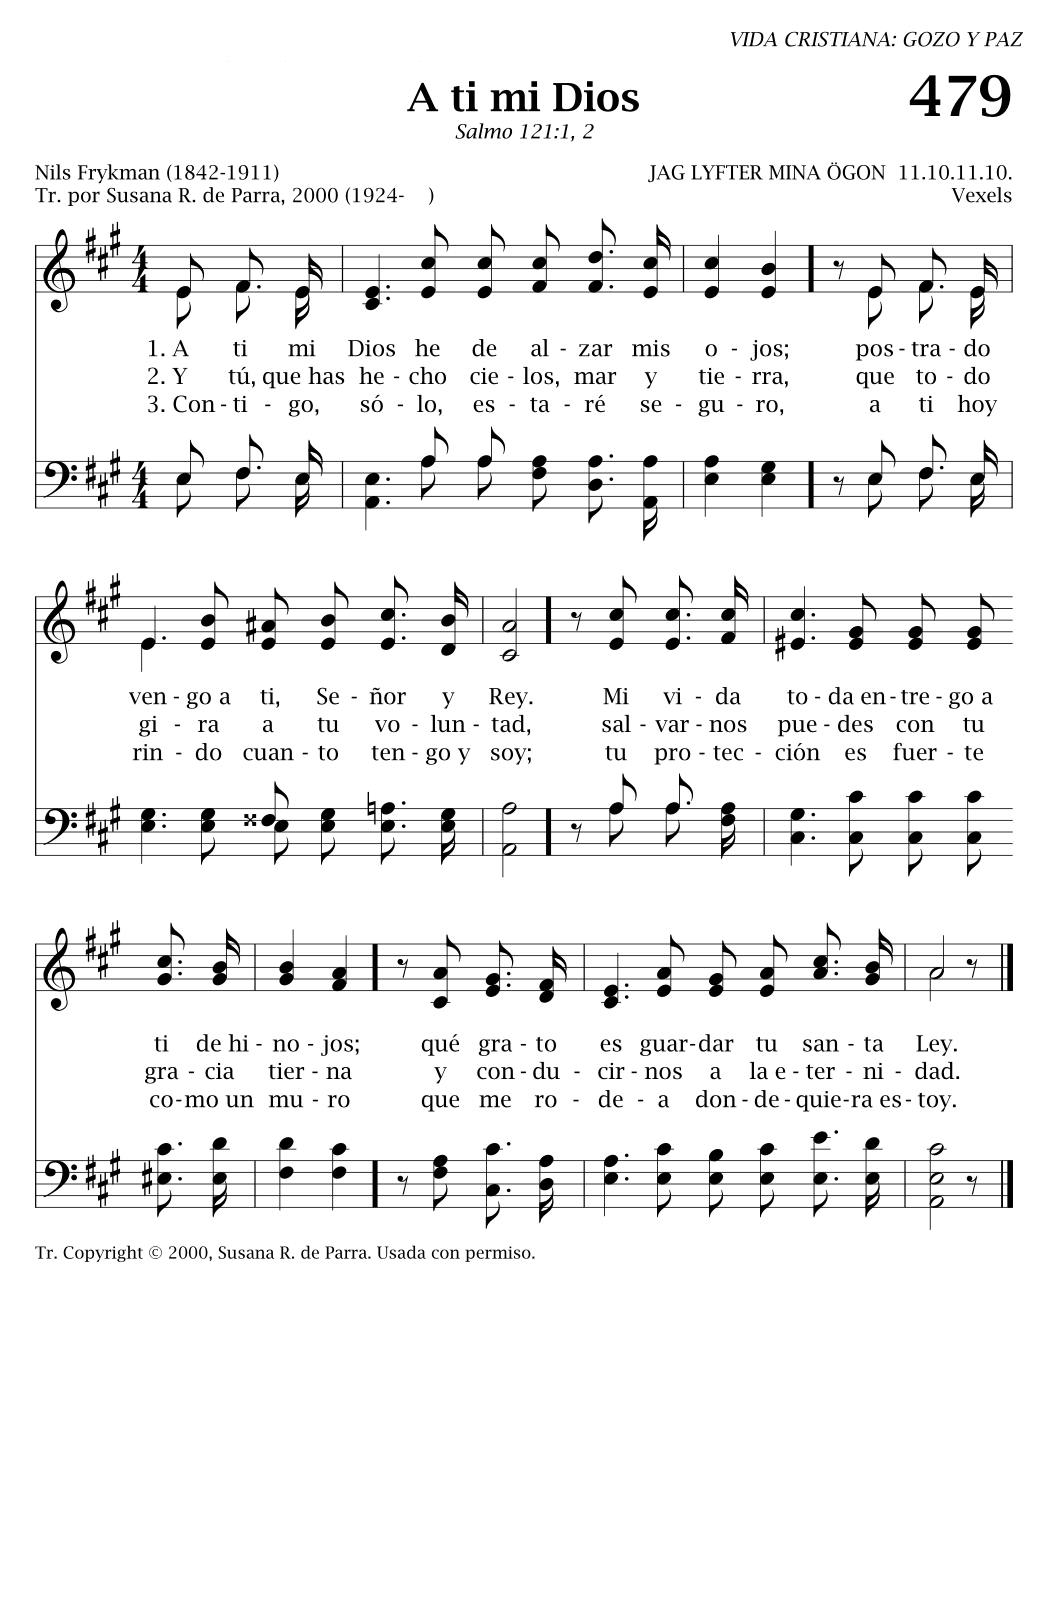 VIDA CRISTIANA: GOZO Y PAZ
A ti mi Dios
479
Salmo 121:1, 2
Nils Frykman (1842-1911)
JAG LYFTER MINA ÖGON 11.10.11.10.
Tr. por Susana R. de Parra, 2000 (1924- )
Vexels
4 4
1. A ti mi Dios he de al - zar mis o - jos; pos - tra - do
2. Y tú, que has he - cho cie - los, mar y tie - rra, que to - do
3. Con - ti - go, só - lo, es - ta - ré se - gu - ro, a ti hoy
4 4
ven - go a ti, Se - ñor y Rey. Mi vi - da to - da en - tre - go a
gi - ra a tu vo - lun - tad, sal - var - nos pue - des con tu
rin - do cuan - to ten - go y soy; tu pro - tec - ción es fuer - te
ti de hi - no - jos; qué gra - to es guar - dar tu san - ta Ley.
gra - cia tier - na y con - du - cir - nos a la e - ter - ni - dad.
co - mo un mu - ro que me ro - de - a don - de - quie - ra es - toy.
Tr. Copyright © 2000, Susana R. de Parra. Usada con permiso.